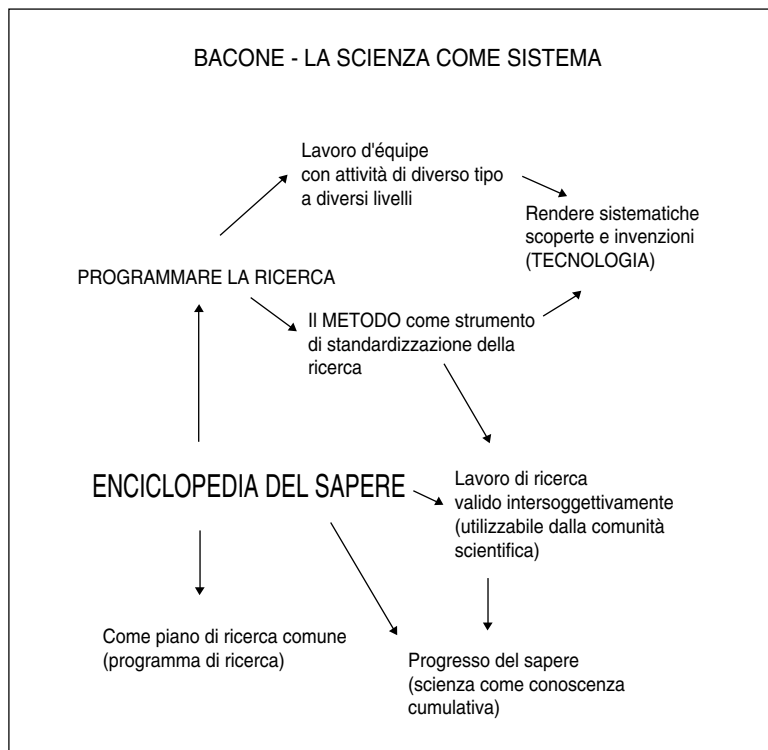 BACONE - LA SCIENZA COME SISTEMA
Lavoro d'équipe
con attività di diverso tipo
a diversi livelli
Rendere sistematiche
scoperte e invenzioni
(TECNOLOGIA)
PROGRAMMARE LA RICERCA
Il METODO come strumento
di standardizzazione della
ricerca
ENCICLOPEDIA DEL SAPERE
Lavoro di ricerca
valido intersoggettivamente
(utilizzabile dalla comunità
scientifica)
Come piano di ricerca comune
(programma di ricerca)
Progresso del sapere
(scienza come conoscenza
cumulativa)